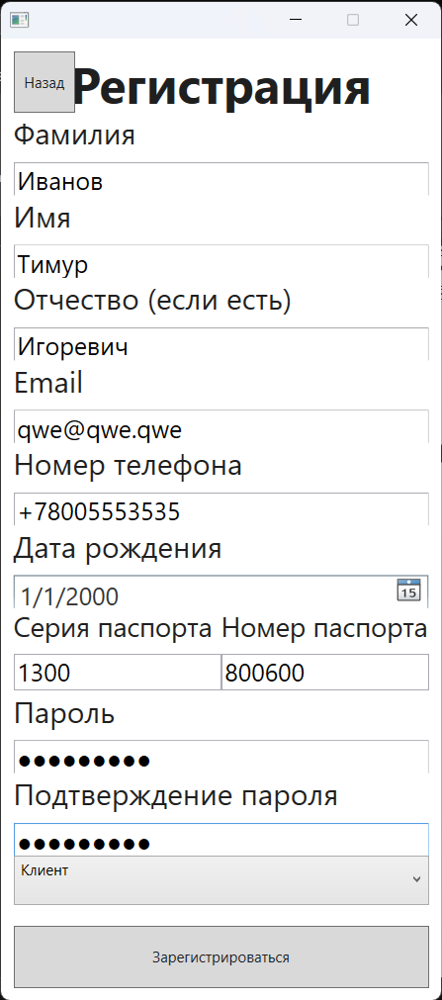 Назад
Регистрация
Фамилия
Иванов
Имя
Тимур
Отчество (если есть)
Игоревич
Email
qwe@qwe.qwe
Номер телефона
+78005553535
Дата рождения
1/1/2000 15
Серия паспорта Номер паспорта
1300 800600
Пароль
●●●●●●●●●
Подтверждение пароля
●●●●●●●●●
Клиент
Зарегистрироваться